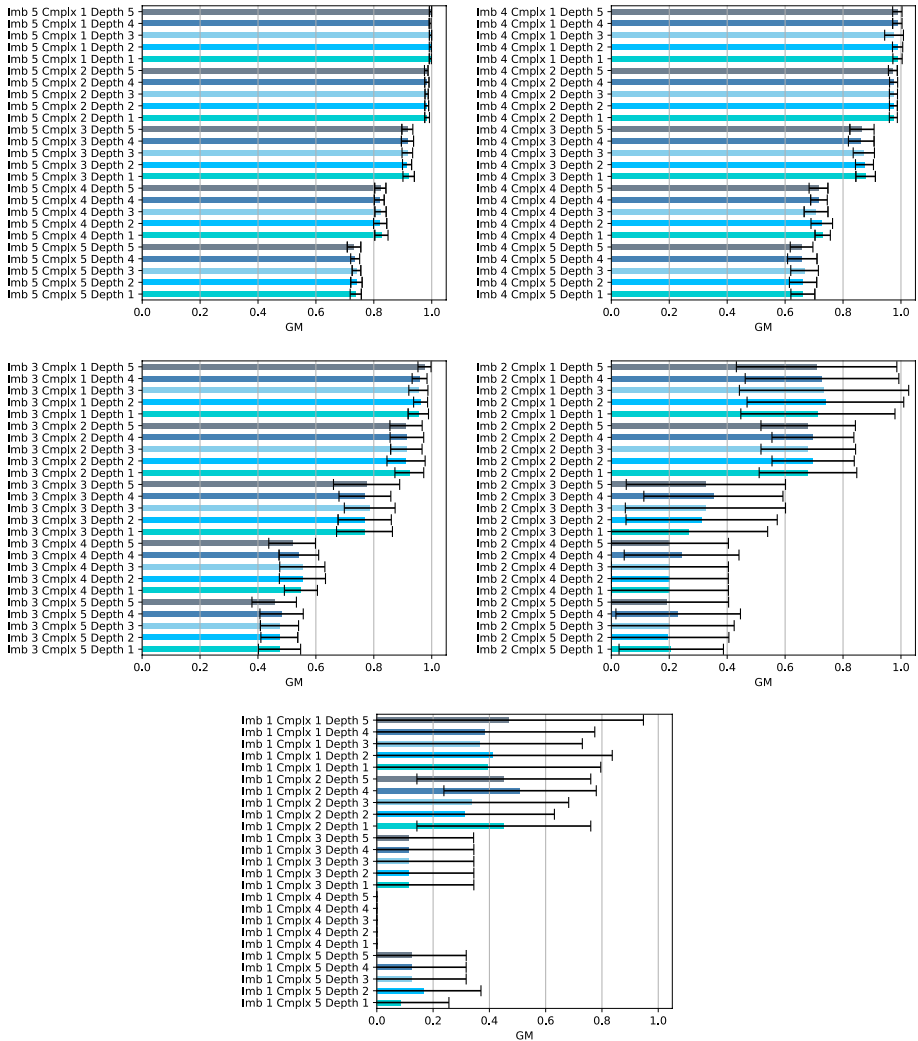 Imb 5 Cmplx 1 Depth 5
Imb 5 Cmplx 1 Depth 4
Imb 5 Cmplx 1 Depth 3
Imb 5 Cmplx 1 Depth 2
Imb 5 Cmplx 1 Depth 1
Imb 5 Cmplx 2 Depth 5
Imb 5 Cmplx 2 Depth 4
Imb 5 Cmplx 2 Depth 3
Imb 5 Cmplx 2 Depth 2
Imb 5 Cmplx 2 Depth 1
Imb 5 Cmplx 3 Depth 5
Imb 5 Cmplx 3 Depth 4
Imb 5 Cmplx 3 Depth 3
Imb 5 Cmplx 3 Depth 2
Imb 5 Cmplx 3 Depth 1
Imb 5 Cmplx 4 Depth 5
Imb 5 Cmplx 4 Depth 4
Imb 5 Cmplx 4 Depth 3
Imb 5 Cmplx 4 Depth 2
Imb 5 Cmplx 4 Depth 1
Imb 5 Cmplx 5 Depth 5
Imb 5 Cmplx 5 Depth 4
Imb 5 Cmplx 5 Depth 3
Imb 5 Cmplx 5 Depth 2
Imb 5 Cmplx 5 Depth 1
0.0 0.2 0.4 0.6 0.8 1.0
GM
Imb 4 Cmplx 1 Depth 5
Imb 4 Cmplx 1 Depth 4
Imb 4 Cmplx 1 Depth 3
Imb 4 Cmplx 1 Depth 2
Imb 4 Cmplx 1 Depth 1
Imb 4 Cmplx 2 Depth 5
Imb 4 Cmplx 2 Depth 4
Imb 4 Cmplx 2 Depth 3
Imb 4 Cmplx 2 Depth 2
Imb 4 Cmplx 2 Depth 1
Imb 4 Cmplx 3 Depth 5
Imb 4 Cmplx 3 Depth 4
Imb 4 Cmplx 3 Depth 3
Imb 4 Cmplx 3 Depth 2
Imb 4 Cmplx 3 Depth 1
Imb 4 Cmplx 4 Depth 5
Imb 4 Cmplx 4 Depth 4
Imb 4 Cmplx 4 Depth 3
Imb 4 Cmplx 4 Depth 2
Imb 4 Cmplx 4 Depth 1
Imb 4 Cmplx 5 Depth 5
Imb 4 Cmplx 5 Depth 4
Imb 4 Cmplx 5 Depth 3
Imb 4 Cmplx 5 Depth 2
Imb 4 Cmplx 5 Depth 1
0.0 0.2 0.4 0.6 0.8 1.0
GM
Imb 3 Cmplx 1 Depth 5
Imb 3 Cmplx 1 Depth 4
Imb 3 Cmplx 1 Depth 3
Imb 3 Cmplx 1 Depth 2
Imb 3 Cmplx 1 Depth 1
Imb 3 Cmplx 2 Depth 5
Imb 3 Cmplx 2 Depth 4
Imb 3 Cmplx 2 Depth 3
Imb 3 Cmplx 2 Depth 2
Imb 3 Cmplx 2 Depth 1
Imb 3 Cmplx 3 Depth 5
Imb 3 Cmplx 3 Depth 4
Imb 3 Cmplx 3 Depth 3
Imb 3 Cmplx 3 Depth 2
Imb 3 Cmplx 3 Depth 1
Imb 3 Cmplx 4 Depth 5
Imb 3 Cmplx 4 Depth 4
Imb 3 Cmplx 4 Depth 3
Imb 3 Cmplx 4 Depth 2
Imb 3 Cmplx 4 Depth 1
Imb 3 Cmplx 5 Depth 5
Imb 3 Cmplx 5 Depth 4
Imb 3 Cmplx 5 Depth 3
Imb 3 Cmplx 5 Depth 2
Imb 3 Cmplx 5 Depth 1
0.0 0.2 0.4 0.6 0.8 1.0
GM
Imb 2 Cmplx 1 Depth 5
Imb 2 Cmplx 1 Depth 4
Imb 2 Cmplx 1 Depth 3
Imb 2 Cmplx 1 Depth 2
Imb 2 Cmplx 1 Depth 1
Imb 2 Cmplx 2 Depth 5
Imb 2 Cmplx 2 Depth 4
Imb 2 Cmplx 2 Depth 3
Imb 2 Cmplx 2 Depth 2
Imb 2 Cmplx 2 Depth 1
Imb 2 Cmplx 3 Depth 5
Imb 2 Cmplx 3 Depth 4
Imb 2 Cmplx 3 Depth 3
Imb 2 Cmplx 3 Depth 2
Imb 2 Cmplx 3 Depth 1
Imb 2 Cmplx 4 Depth 5
Imb 2 Cmplx 4 Depth 4
Imb 2 Cmplx 4 Depth 3
Imb 2 Cmplx 4 Depth 2
Imb 2 Cmplx 4 Depth 1
Imb 2 Cmplx 5 Depth 5
Imb 2 Cmplx 5 Depth 4
Imb 2 Cmplx 5 Depth 3
Imb 2 Cmplx 5 Depth 2
Imb 2 Cmplx 5 Depth 1
0.0 0.2 0.4 0.6 0.8 1.0
GM
Imb 1 Cmplx 1 Depth 5
Imb 1 Cmplx 1 Depth 4
Imb 1 Cmplx 1 Depth 3
Imb 1 Cmplx 1 Depth 2
Imb 1 Cmplx 1 Depth 1
Imb 1 Cmplx 2 Depth 5
Imb 1 Cmplx 2 Depth 4
Imb 1 Cmplx 2 Depth 3
Imb 1 Cmplx 2 Depth 2
Imb 1 Cmplx 2 Depth 1
Imb 1 Cmplx 3 Depth 5
Imb 1 Cmplx 3 Depth 4
Imb 1 Cmplx 3 Depth 3
Imb 1 Cmplx 3 Depth 2
Imb 1 Cmplx 3 Depth 1
Imb 1 Cmplx 4 Depth 5
Imb 1 Cmplx 4 Depth 4
Imb 1 Cmplx 4 Depth 3
Imb 1 Cmplx 4 Depth 2
Imb 1 Cmplx 4 Depth 1
Imb 1 Cmplx 5 Depth 5
Imb 1 Cmplx 5 Depth 4
Imb 1 Cmplx 5 Depth 3
Imb 1 Cmplx 5 Depth 2
Imb 1 Cmplx 5 Depth 1
0.0 0.2 0.4 0.6 0.8 1.0
GM